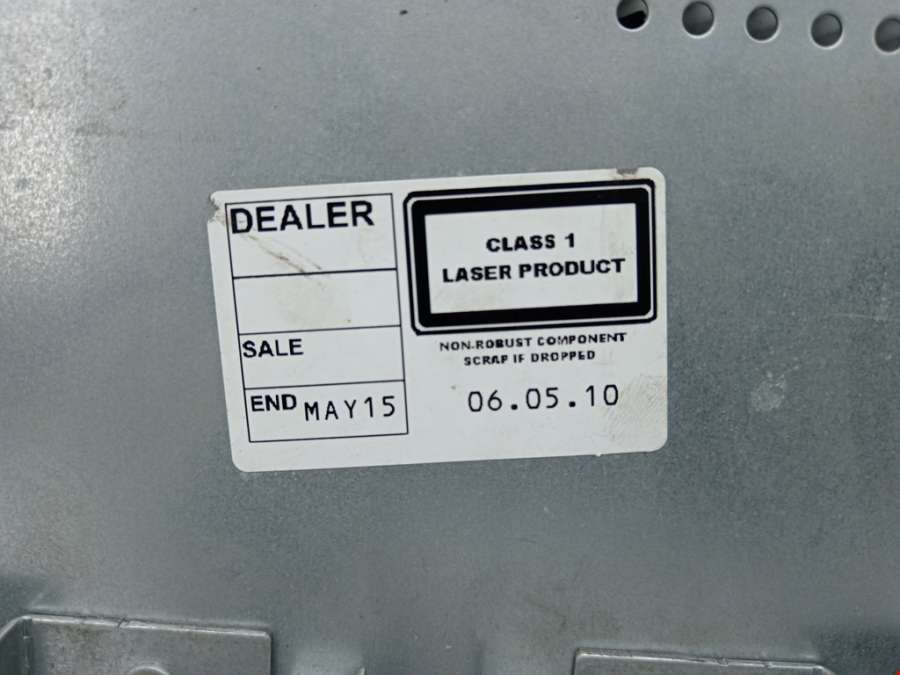 DEALER
SALE
END MAY15
CLASS 1
LASER PRODUCT
NON-ROBUST COMPONENT
SCRAP IF DROPPED
06.05.10